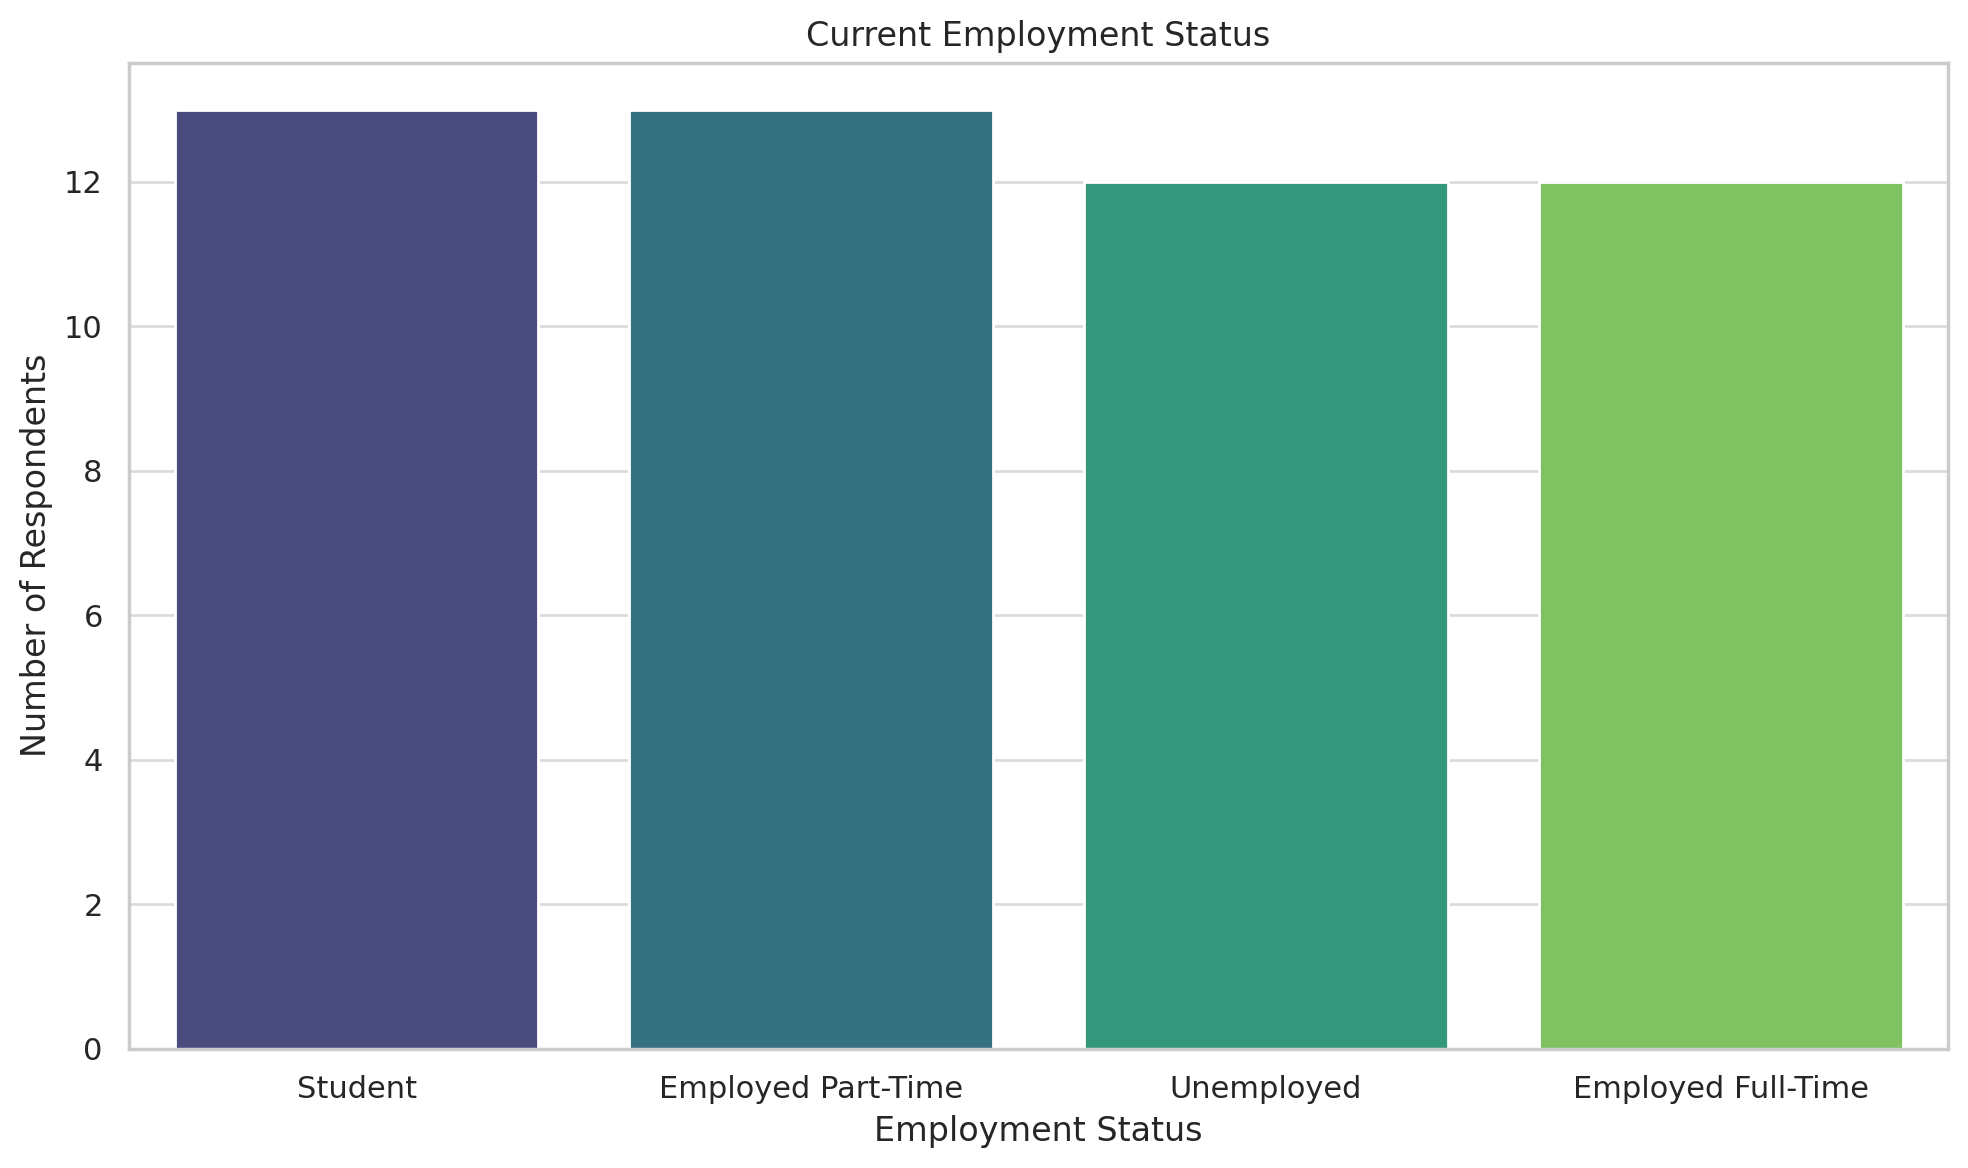 Current Employment Status
Number of Respondents
12
10
8
6
4
2
0
Student Employed Part-Time Unemployed Employed Full-Time
Employment Status